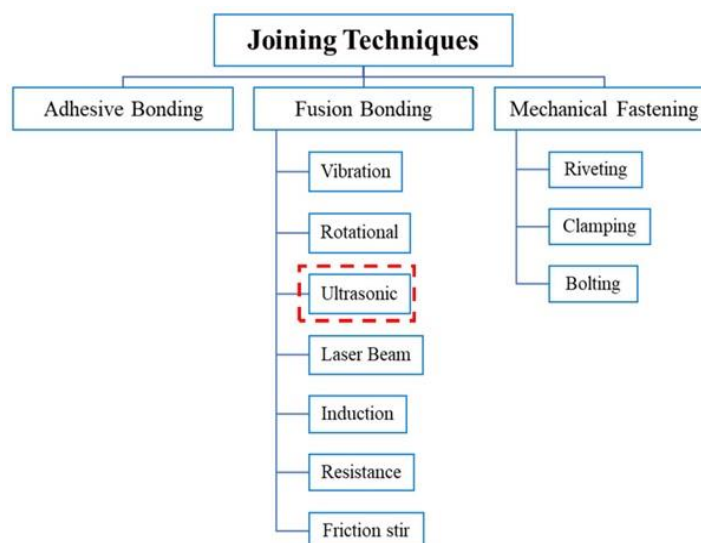 Joining Techniques
Adhesive Bonding
Fusion Bonding
Mechanical Fastening
Vibration
Rotational
Ultrasonic
Laser Beam
Induction
Resistance
Friction stir
Riveting
Clamping
Bolting